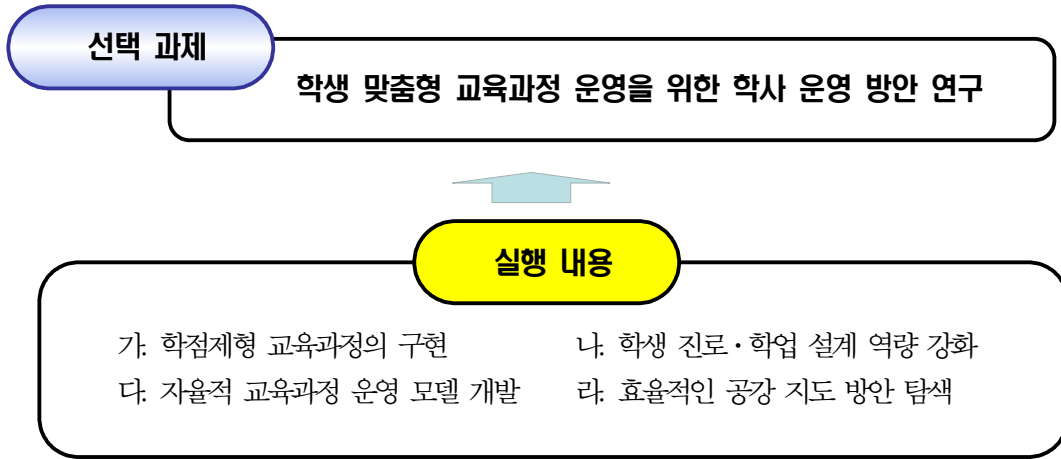 선택 과제
학생 맞춤형 교육과정 운영을 위한 학사 운영 방안 연구
실행 내용
가. 학점제형 교육과정의 구현
나. 학생 진로·학업 설계 역량 강화
다. 자율적 교육과정 운영 모델 개발
라. 효율적인 공강 지도 방안 탐색